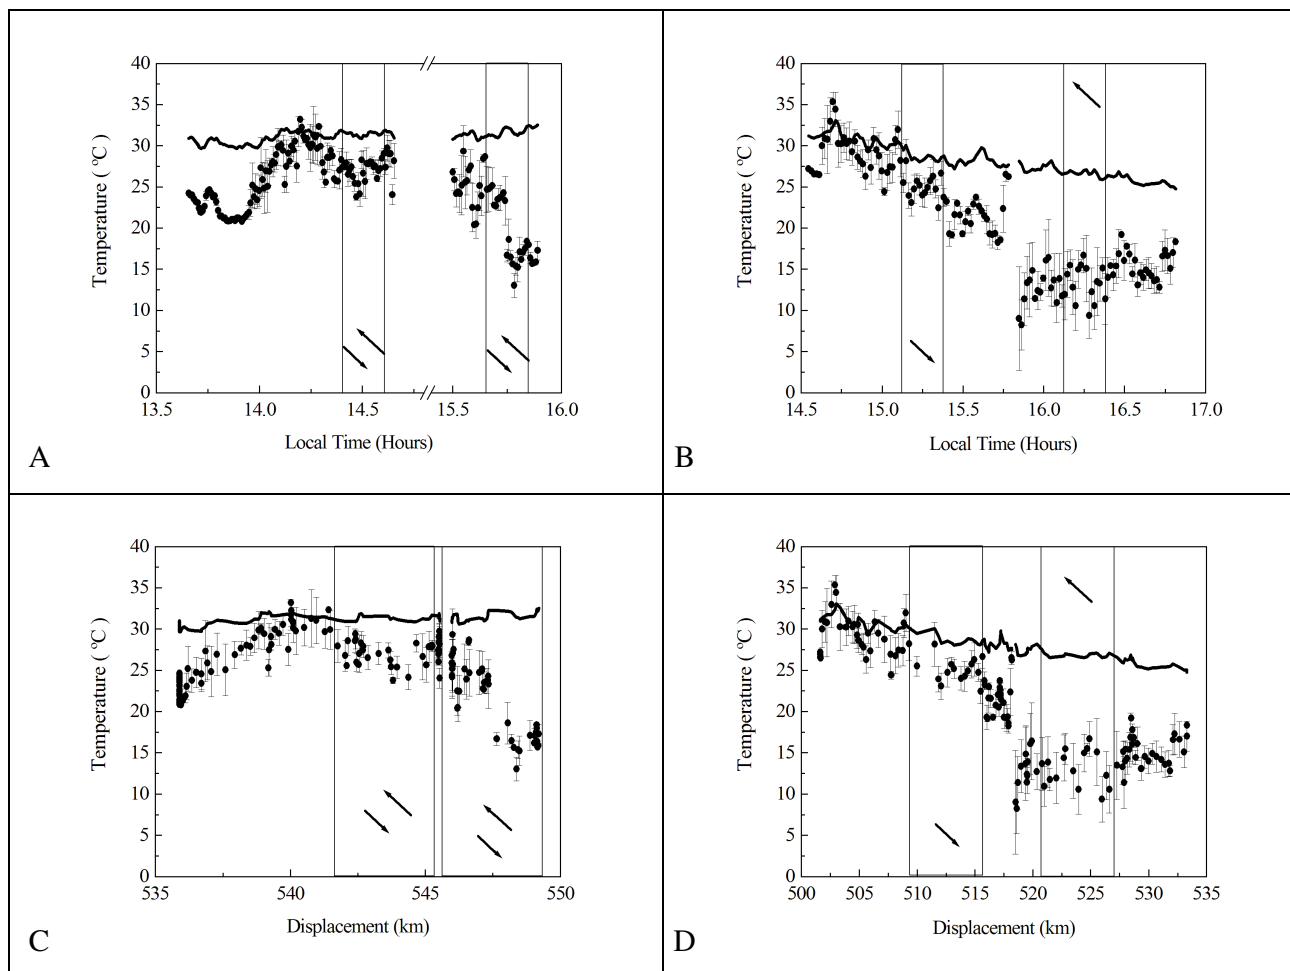 40
35
30
25
20
15
10
5
0
Temperature ( °C)
13.5 14.0 14.5 15.5 16.0
Local Time (Hours)
A
40
35
30
25
20
15
10
5
0
Temperature ( °C)
14.5 15.0 15.5 16.0 16.5 17.0
Local Time (Hours)
B
40
35
30
25
20
15
10
5
0
Temperature ( °C)
535 540 545 550
Displacement (km)
C
40
35
30
25
20
15
10
5
0
Temperature ( °C)
500 505 510 515 520 525 530 535
Displacement (km)
D